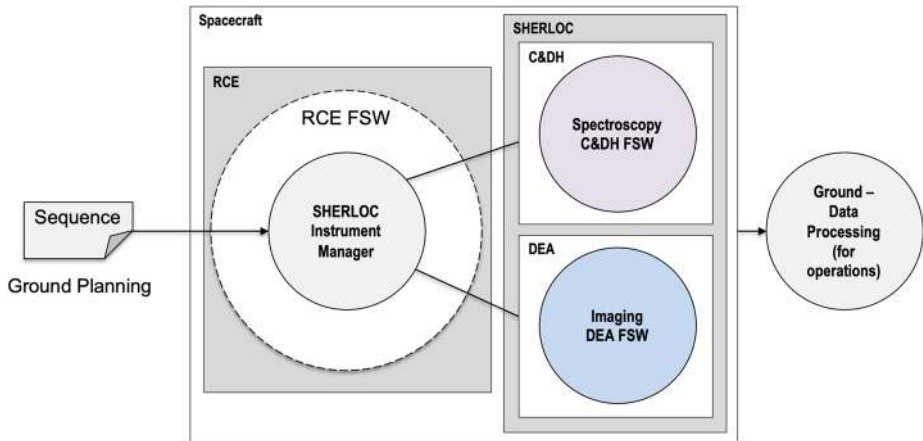 Spacecraft
SHERLOC
C&DH
RCE
RCE FSW
Spectroscopy
C&DH FSW
Sequence
Ground Planning
SHERLOC
Instrument
Manager
DEA
Imaging
DEA FSW
Ground –
Data
Processing
(for
operations)